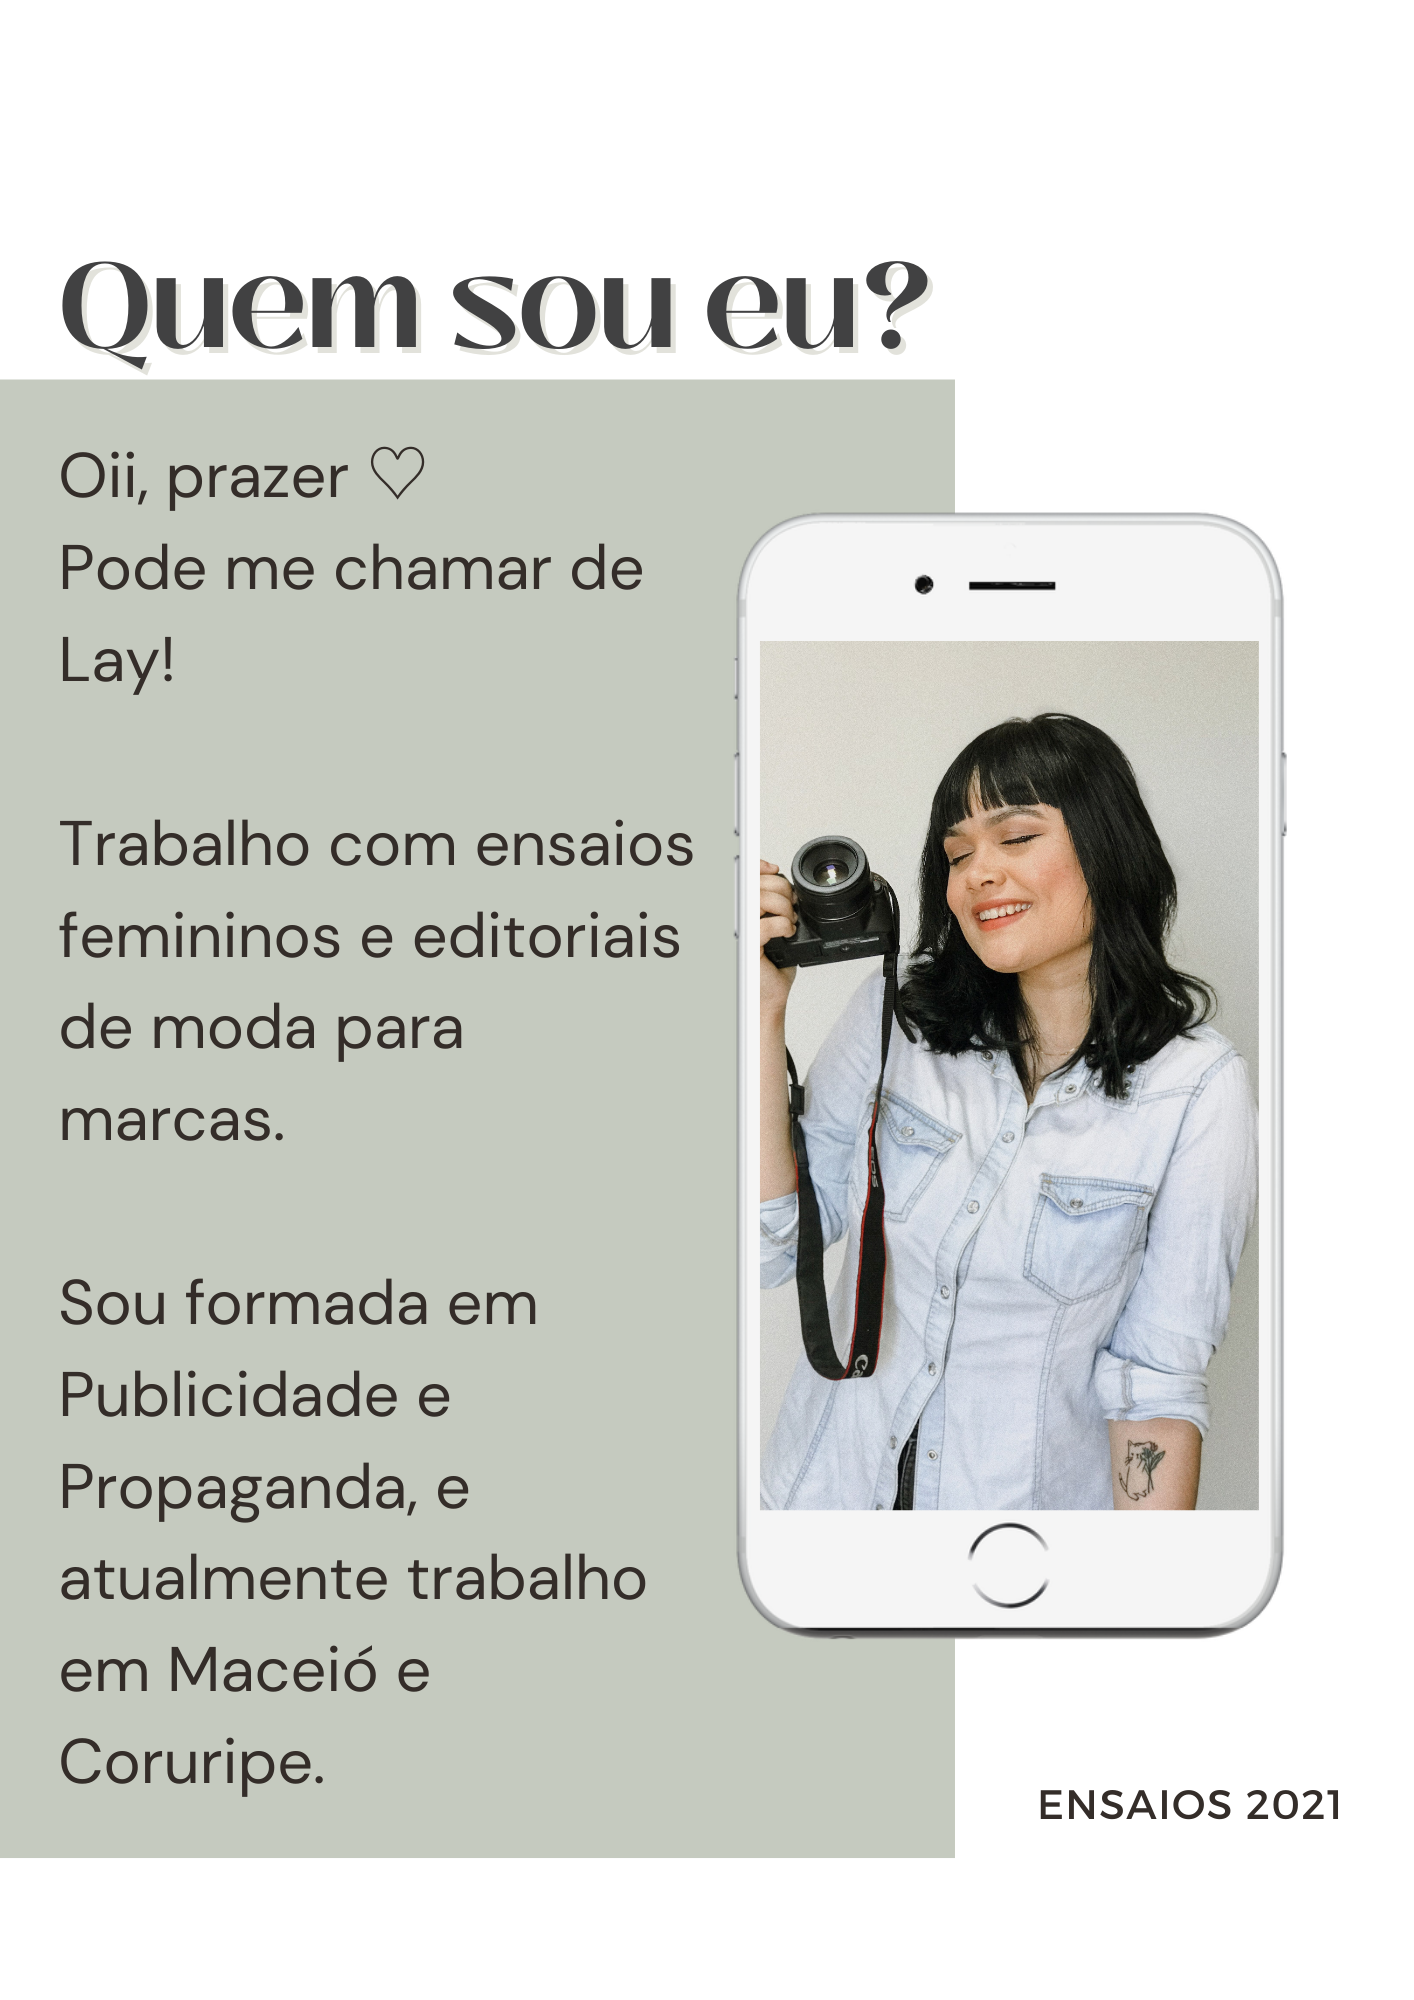 Quem sou eu?
Oii, prazer ♡
Pode me chamar de
Lay!
Trabalho com ensaios
femininos e editoriais
de moda para
marcas.
Sou formada em
Publicidade e
Propaganda, e
atualmente trabalho
em Maceió e
Coruripe.
EOS
ENSAIOS 2021